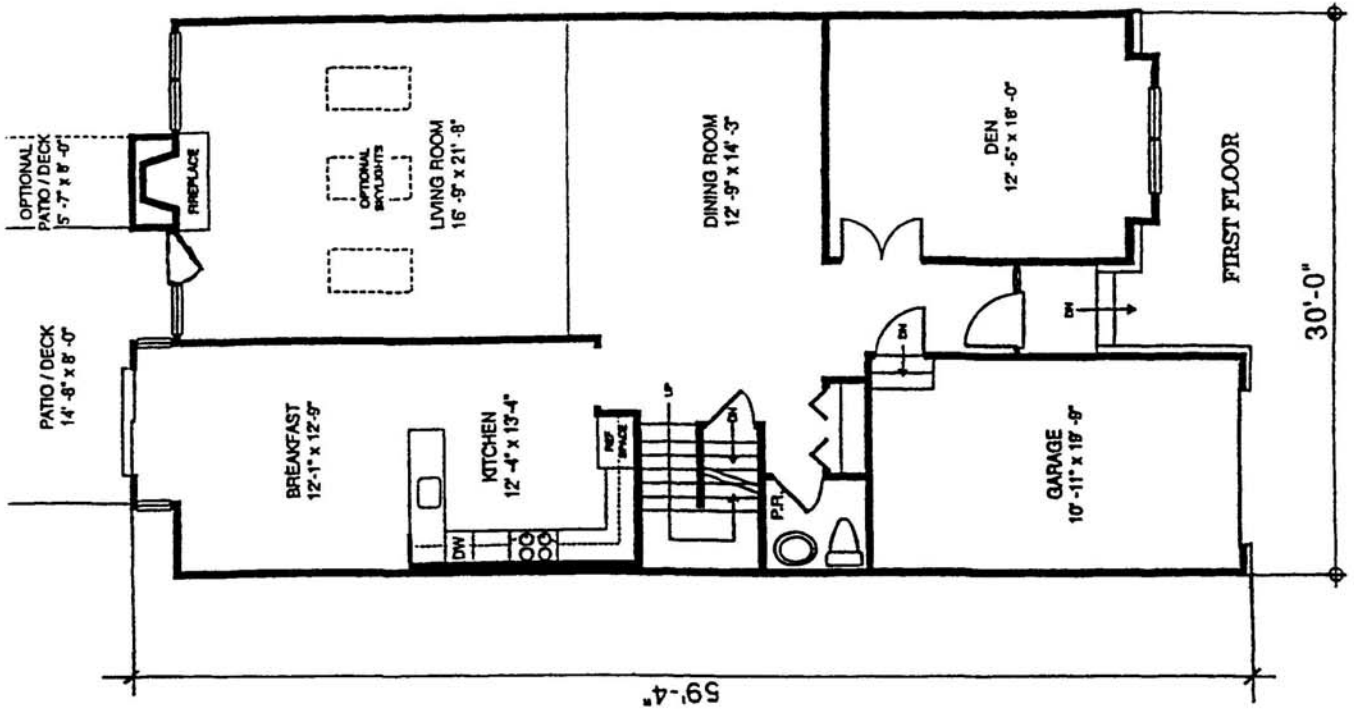 OPTIONAL
PATIO / DECK
5' -7" x 8' -0"
PATIO / DECK
14' -8" x 8' -0"
FIREPLACE
OPTIONAL
SKYLIGHTS
LIVING ROOM
16' -9" x 21' -8"
BREAKFAST
12'-1" x 12'-9"
KITCHEN
12' -4" x 13'-4"
DW
REF
SPACE
DINING ROOM
12' -9" x 14' -3"
UP
DN
P.R.
DN
DEN
12' -5" x 18' -0"
DN
GARAGE
10' -11" x 19' -9"
FIRST FLOOR
30'-0"
59'-4"